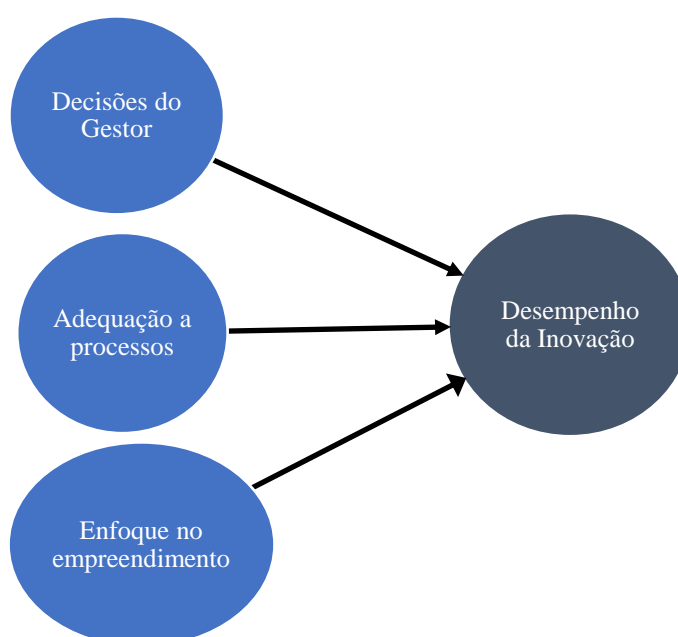 Decisões do
Gestor
Adequação a
processos
Desempenho
da Inovação
Enfoque no
empreendimento